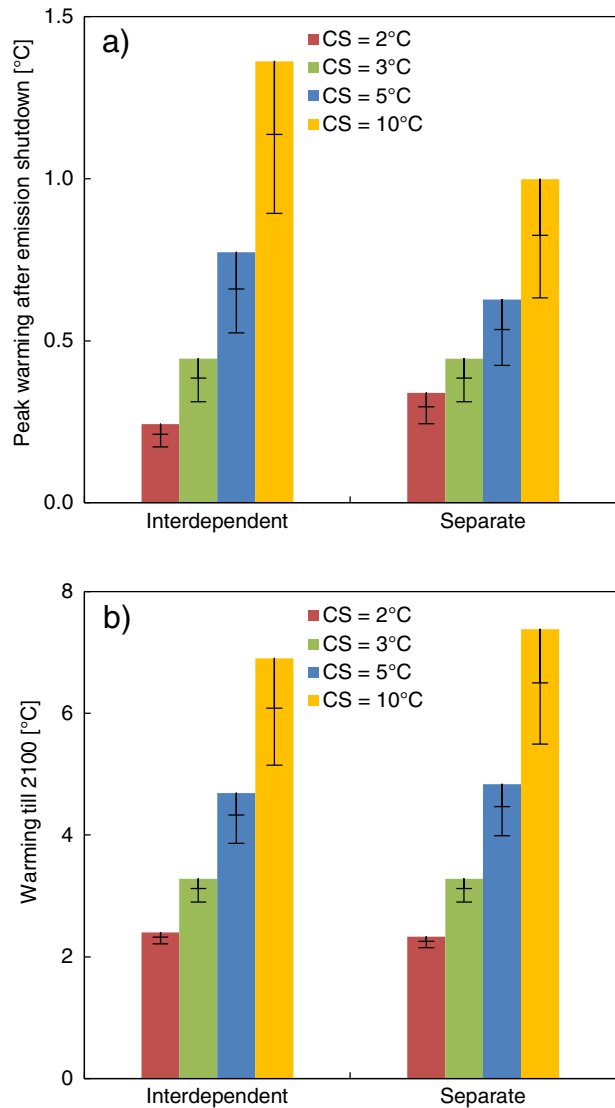 a)
CS = 2°C
CS = 3°C
CS = 5°C
CS = 10°C
Peak warming after emission shutdown [°C]
1.5
1.0
0.5
0.0
Interdependent Separate
b)
CS = 2°C
CS = 3°C
CS = 5°C
CS = 10°C
Warming till 2100 [°C]
8
6
4
2
0
Interdependent Separate